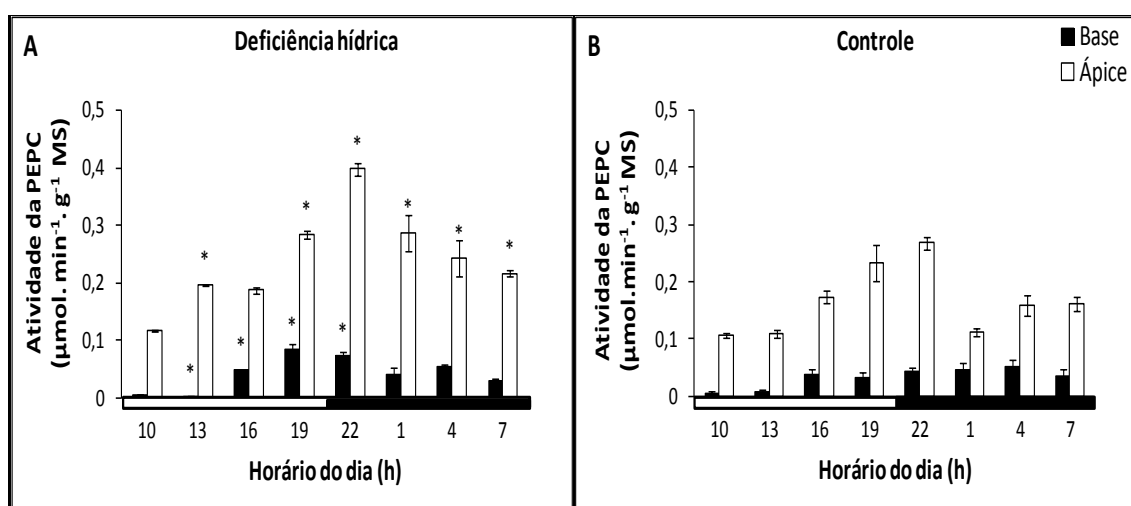 A
Deficiência hídrica
Atividade da PEPC
(µmol. min⁻¹. g⁻¹ MS)
0,5
0,4
0,3
0,2
0,1
0
*
*
*
*
*
*
*
*
*
*
10 13 16 19 22 1 4 7
Horário do dia (h)
B
Controle
Base
Ápice
Atividade da PEPC
(µmol. min⁻¹. g⁻¹ MS)
0,5
0,4
0,3
0,2
0,1
0
10 13 16 19 22 1 4 7
Horário do dia (h)